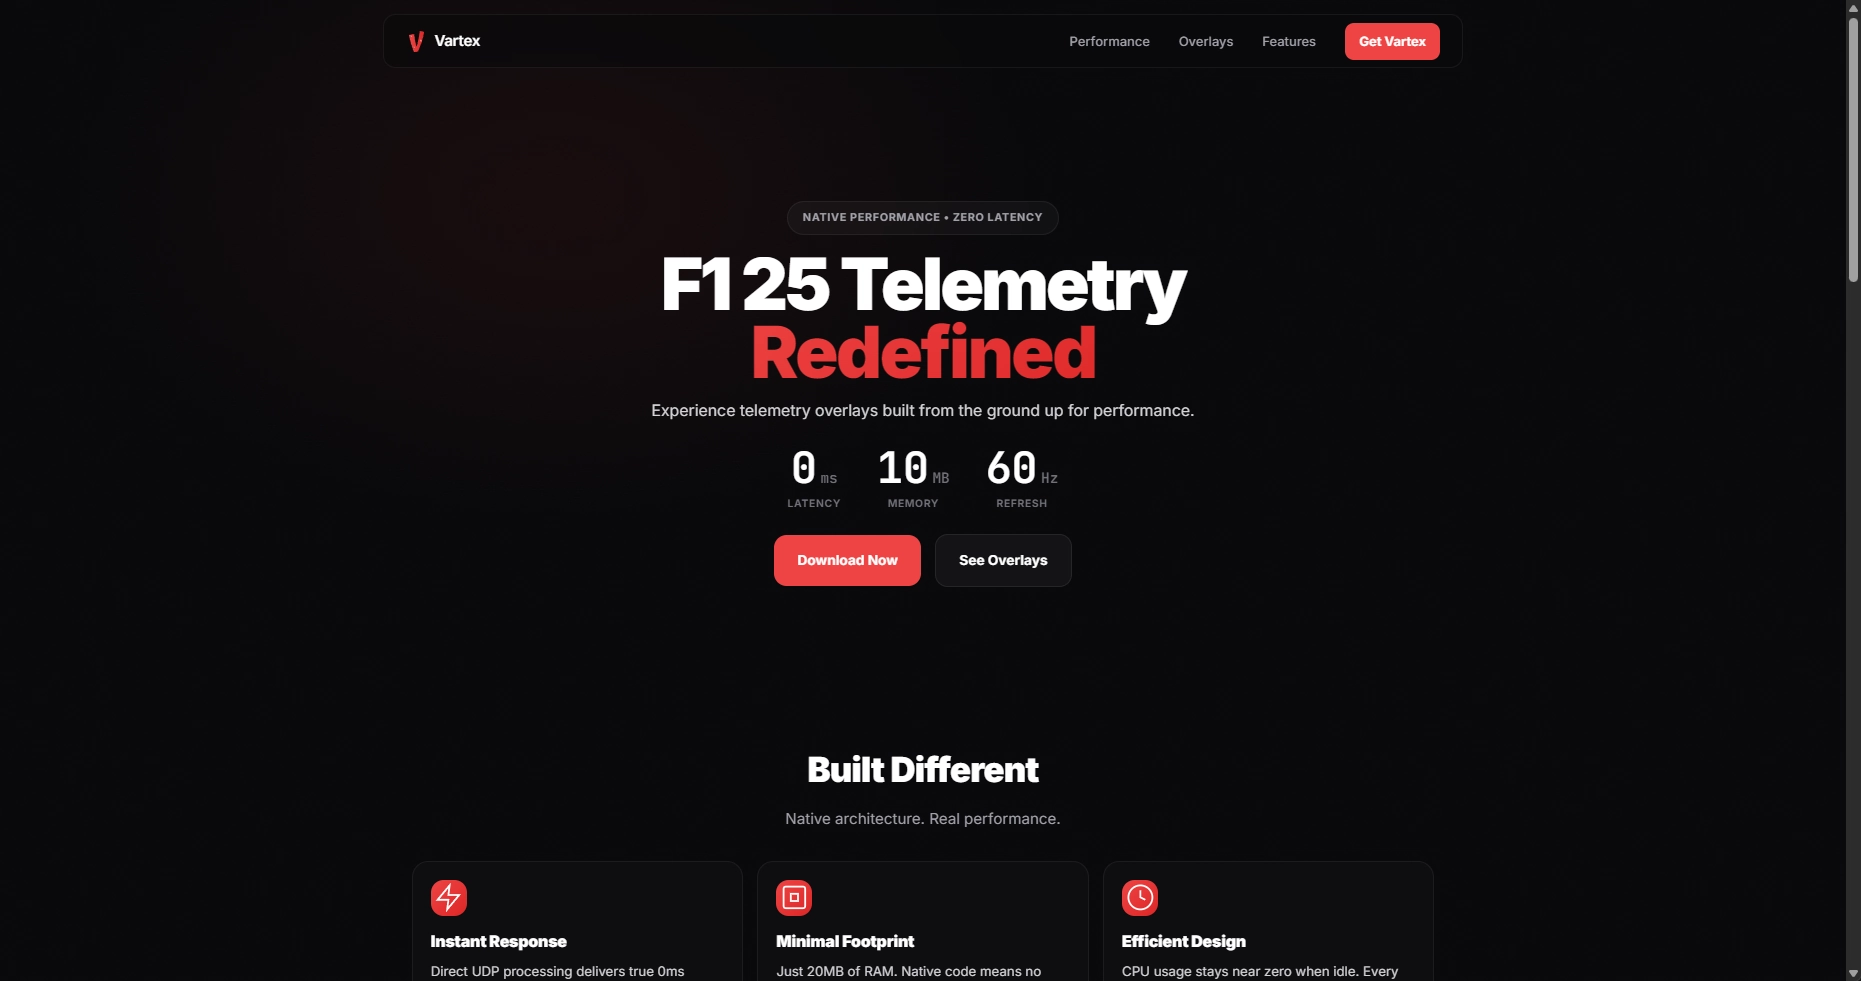 Vartex
Performance Overlays Features Get Vartex
NATIVE PERFORMANCE • ZERO LATENCY
F1 25 Telemetry
Redefined
Experience telemetry overlays built from the ground up for performance.
0 ms 10 MB 60 Hz
LATENCY MEMORY REFRESH
Download Now See Overlays
Built Different
Native architecture. Real performance.
Instant Response
Direct UDP processing delivers true 0ms
Minimal Footprint
Just 20MB of RAM. Native code means no
Efficient Design
CPU usage stays near zero when idle. Every